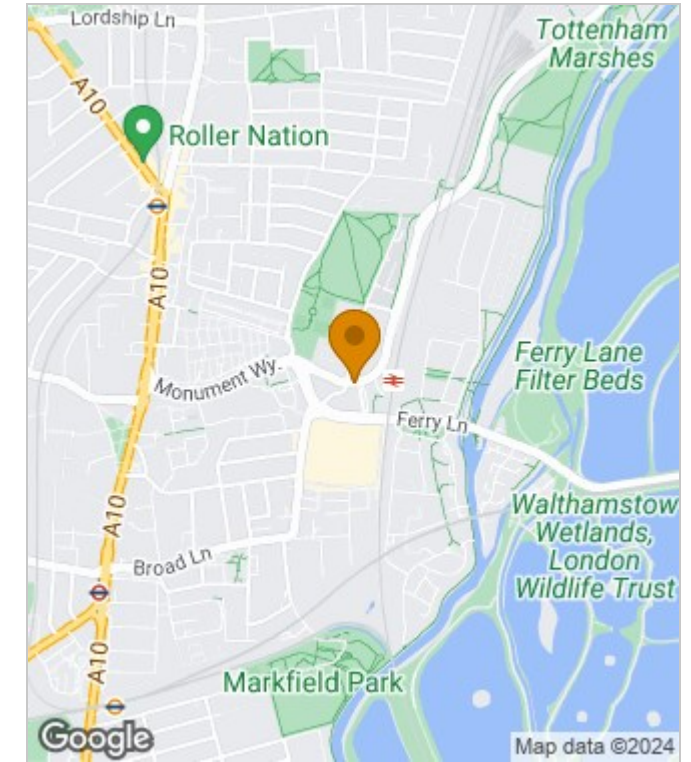 Lordship Ln
Tottenham
Marshes
A10
Roller Nation
A10
Ferry Lane
Filter Beds
Monument Wy.
Ferry Ln
Walthamstow
Wetlands,
London
Wildlife Trust
A10
Broad Ln
A10
Markfield Park
Google
Map data ©2024